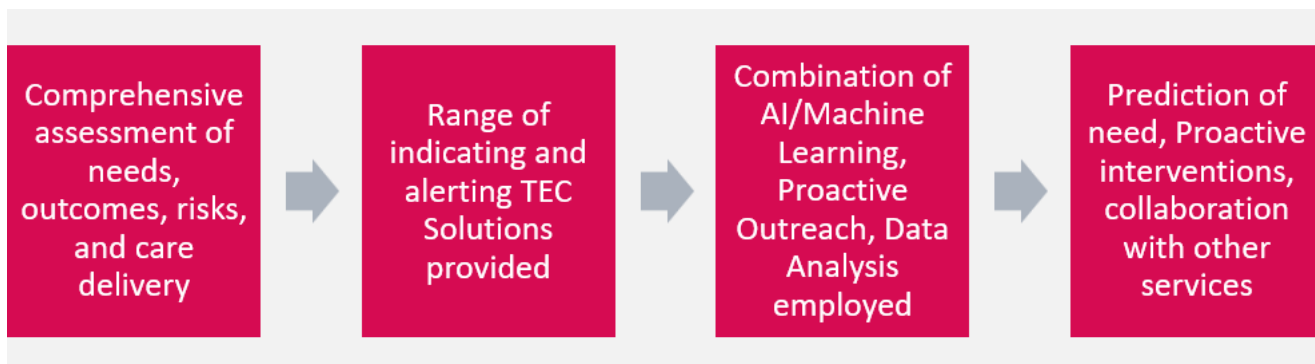 Comprehensive
assessment of
needs,
outcomes, risks,
and care
delivery
Range of
indicating and
alerting TEC
Solutions
provided
Combination of
AI/Machine
Learning,
Proactive
Outreach, Data
Analysis
employed
Prediction of
need, Proactive
interventions,
collaboration
with other
services